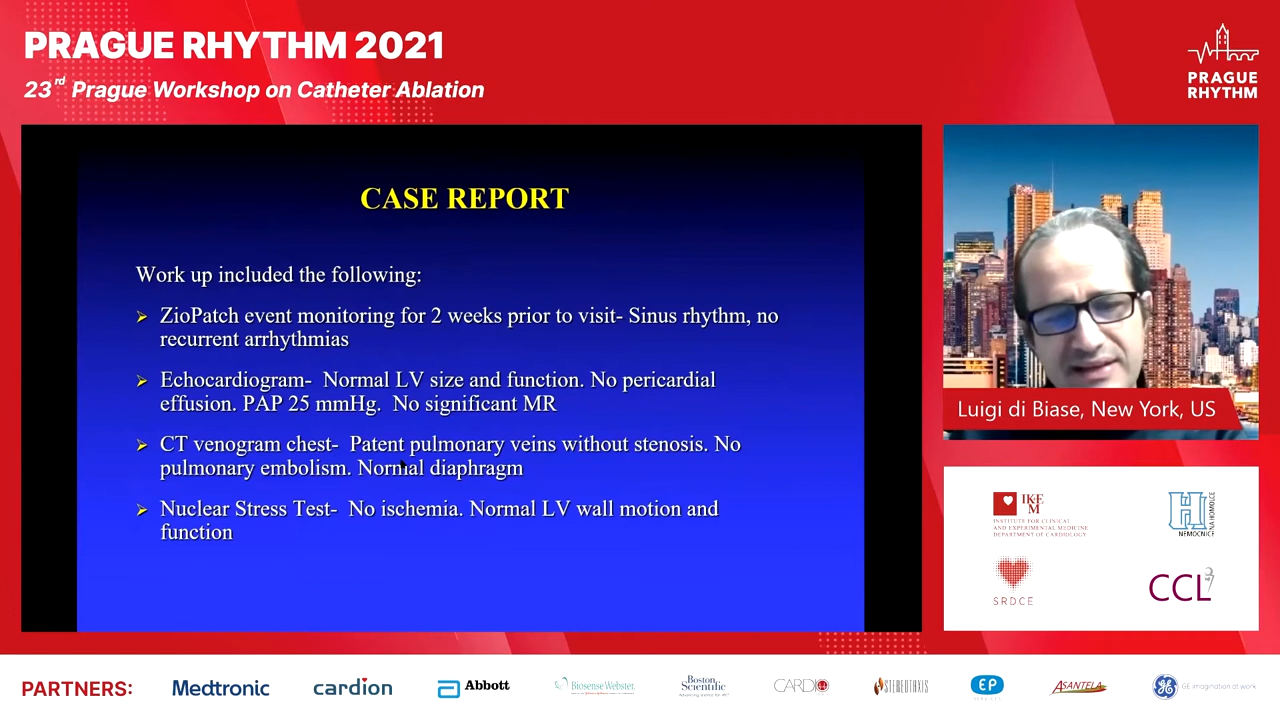 PRAGUE RHYTHM 2021
23rd Prague Workshop on Catheter Ablation
PRAGUE
RHYTHM
CASE REPORT
Work up included the following:
➢ ZioPatch event monitoring for 2 weeks prior to visit- Sinus rhythm, no
recurrent arrhythmias
➢ Echocardiogram- Normal LV size and function. No pericardial
effusion. PAP 25 mmHg. No significant MR
➢ CT venogram chest- Patent pulmonary veins without stenosis. No
pulmonary embolism. Normal diaphragm
➢ Nuclear Stress Test- No ischemia. Normal LV wall motion and
function
Luigi di Biase, New York, US
IKE
M
INSTITUTE FOR CLINICAL
AND EXPERIMENTAL MEDICINE
DEPARTMENT OF CARDIOLOGY
H
NEMOCNICE
NA HOMOLCE
SRDCE
CCL
PARTNERS:
Medtronic
cardion
Abbott
Biosense Webster
Boston
Scientific
CARDIO
STEREOTAXIS
EP
SERVICES
ASANTELA
GE imagination at work